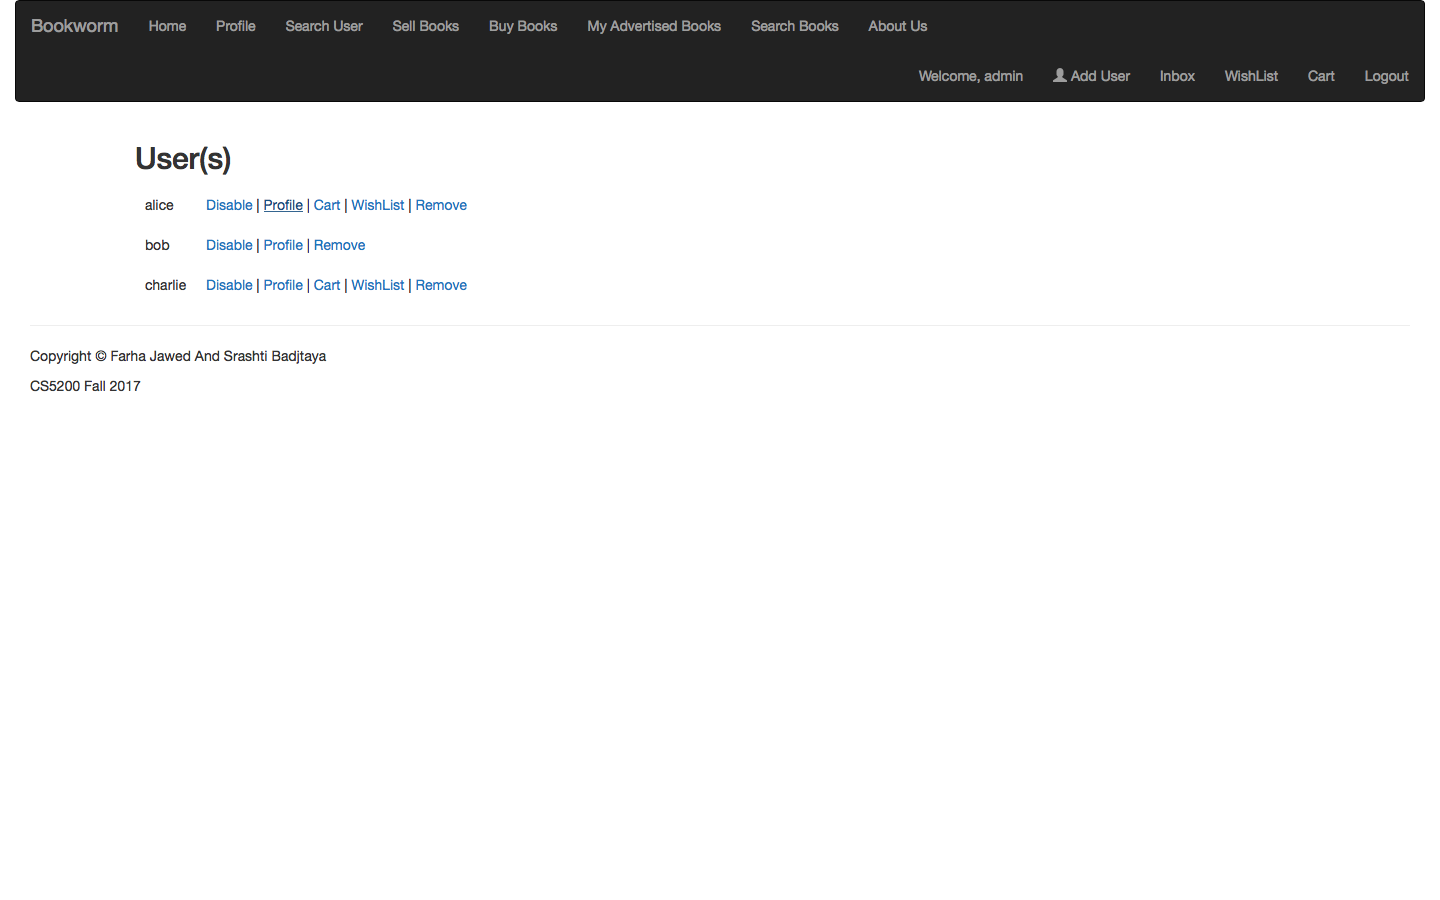 Bookworm Home Profile Search User Sell Books Buy Books My Advertised Books Search Books About Us
Welcome, admin Add User Inbox WishList Cart Logout
User(s)
alice Disable | Profile | Cart | WishList | Remove
bob Disable | Profile | Remove
charlie Disable | Profile | Cart | WishList | Remove
Copyright © Farha Jawed And Srashti Badjtaya
CS5200 Fall 2017